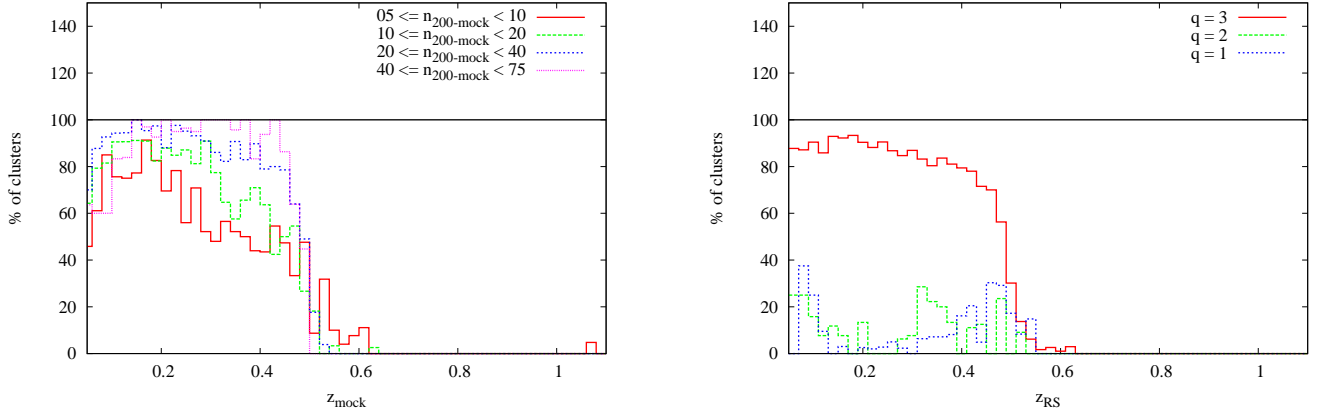 140
120
100
80
60
40
20
0
% of clusters
05 <= n200-mock < 10
10 <= n200-mock < 20
20 <= n200-mock < 40
40 <= n200-mock < 75
0.2 0.4 0.6 0.8 1
zmock
140
120
100
80
60
40
20
0
% of clusters
q = 3
q = 2
q = 1
0.2 0.4 0.6 0.8 1
zRS